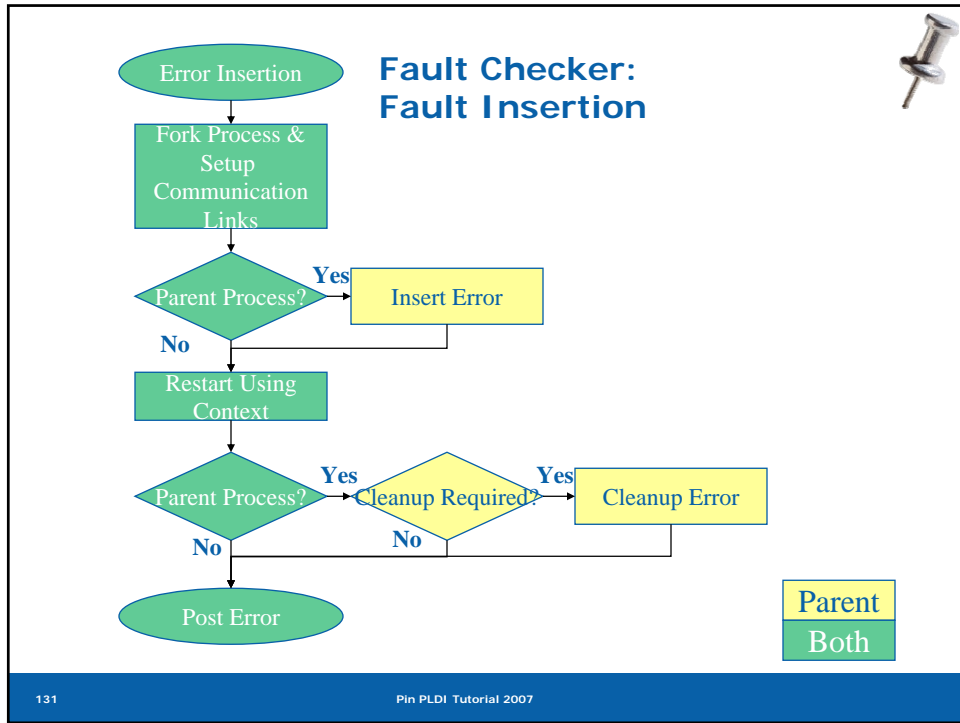 Fault Checker:
Fault Insertion
Error Insertion
Fork Process &
Setup
Communication
Links
Parent Process?
Yes
Insert Error
No
Restart Using
Context
Parent Process?
Yes
Cleanup Required?
Yes
Cleanup Error
No
No
Post Error
Parent
Both
131
Pin PLDI Tutorial 2007